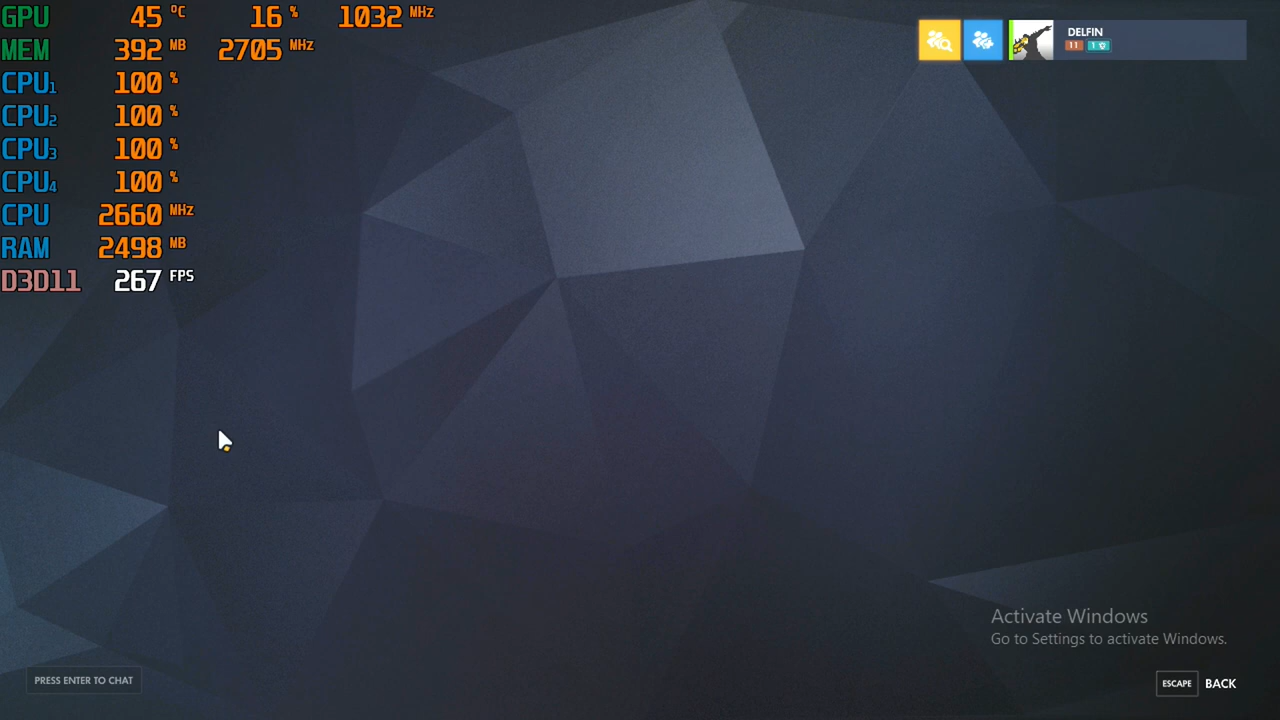 GPU 45 °C 16 % 1032 MHz
MEM 392 MB 2705 MHz
CPU1 100 %
CPU2 100 %
CPU3 100 %
CPU4 100 %
CPU 2660 MHz
RAM 2498 MB
D3D11 267 FPS
DELFIN
11 1
Activate Windows
Go to Settings to activate Windows.
PRESS ENTER TO CHAT
ESCAPE BACK